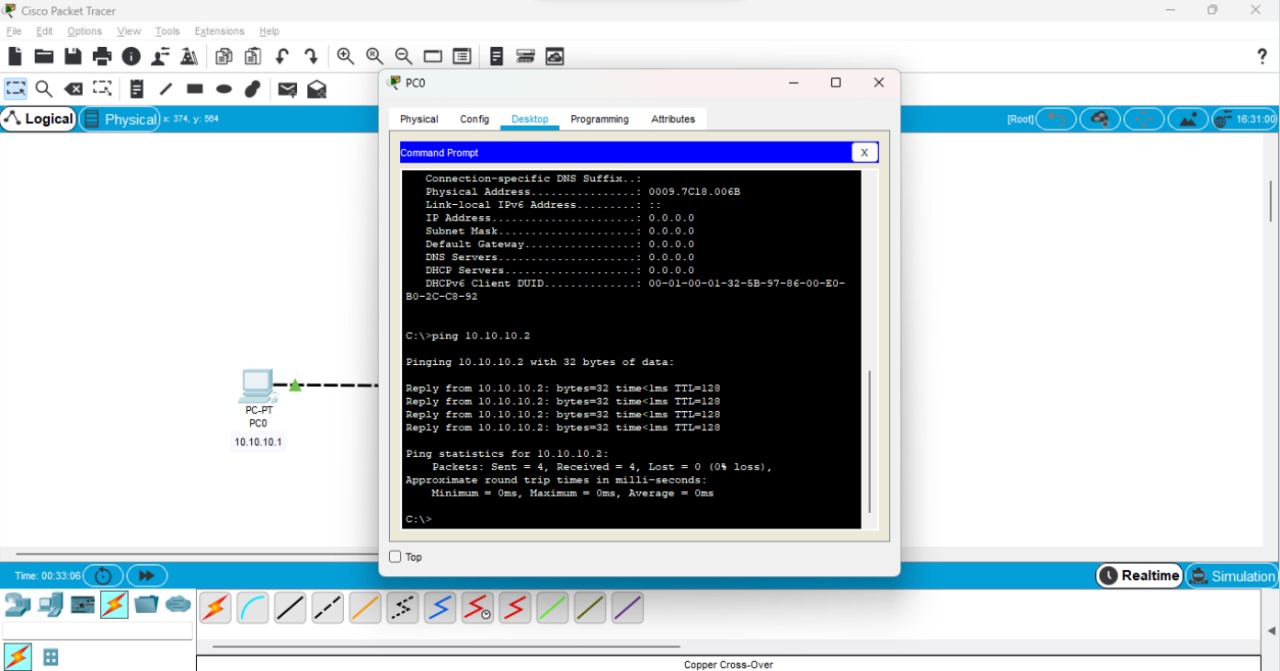 Cisco Packet Tracer
File Edit Options View Tools Extensions Help
?
PC0
Logical Physical x: 374, y: 564
[Root] 16:31:00
Physical Config Desktop Programming Attributes
Command Prompt X
Connection-specific DNS Suffix..:
Physical Address................: 0009.7C18.006B
Link-local IPv6 Address.........: ::
IP Address......................: 0.0.0.0
Subnet Mask.....................: 0.0.0.0
Default Gateway.................: 0.0.0.0
DNS Servers.....................: 0.0.0.0
DHCP Servers....................: 0.0.0.0
DHCPv6 Client DUID..............: 00-01-00-01-32-5B-97-86-00-E0-
B0-2C-C8-92
C:\>ping 10.10.10.2
Pinging 10.10.10.2 with 32 bytes of data:
Reply from 10.10.10.2: bytes=32 time<1ms TTL=128
Reply from 10.10.10.2: bytes=32 time<1ms TTL=128
Reply from 10.10.10.2: bytes=32 time<1ms TTL=128
Reply from 10.10.10.2: bytes=32 time<1ms TTL=128
Ping statistics for 10.10.10.2:
Packets: Sent = 4, Received = 4, Lost = 0 (0% loss),
Approximate round trip times in milli-seconds:
Minimum = 0ms, Maximum = 0ms, Average = 0ms
C:\>
PC-PT
PC0
10.10.10.1
Top
Time: 00:33:06
Realtime Simulation
Copper Cross-Over